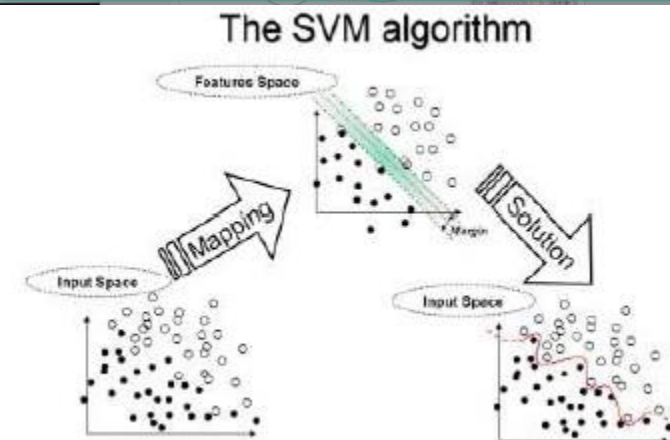 The SVM algorithm
Features Space
Margin
Mapping
Solution
Input Space
Input Space